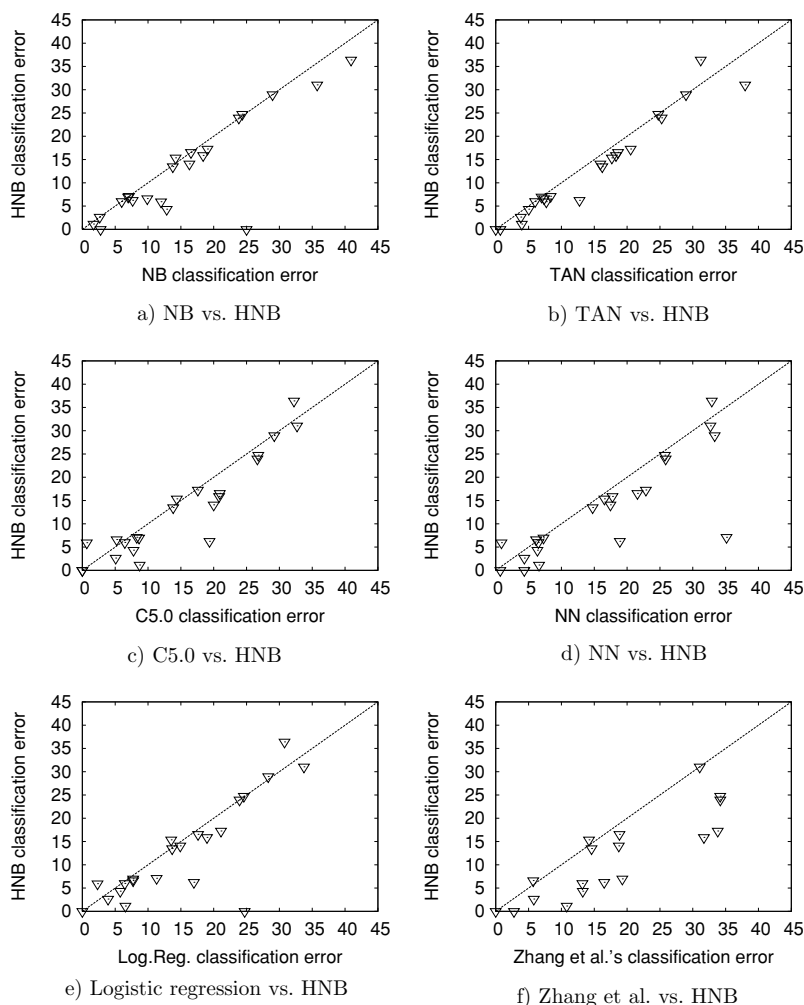 HNB classification error
45
40
35
30
25
20
15
10
5
0
0 5 10 15 20 25 30 35 40 45
NB classification error
a) NB vs. HNB
HNB classification error
45
40
35
30
25
20
15
10
5
0
0 5 10 15 20 25 30 35 40 45
TAN classification error
b) TAN vs. HNB
HNB classification error
45
40
35
30
25
20
15
10
5
0
0 5 10 15 20 25 30 35 40 45
C5.0 classification error
c) C5.0 vs. HNB
HNB classification error
45
40
35
30
25
20
15
10
5
0
0 5 10 15 20 25 30 35 40 45
NN classification error
d) NN vs. HNB
HNB classification error
45
40
35
30
25
20
15
10
5
0
0 5 10 15 20 25 30 35 40 45
Log.Reg. classification error
e) Logistic regression vs. HNB
HNB classification error
45
40
35
30
25
20
15
10
5
0
0 5 10 15 20 25 30 35 40 45
Zhang et al.'s classification error
f) Zhang et al. vs. HNB